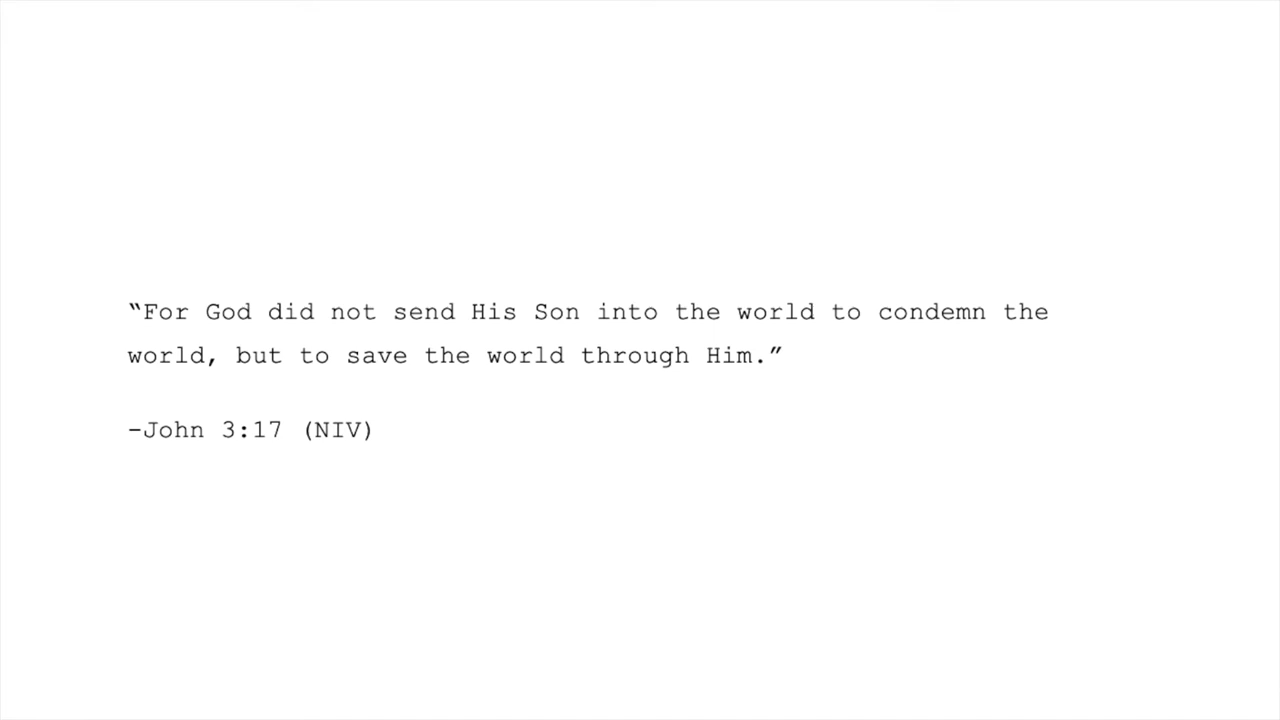 “For God did not send His Son into the world to condemn the
world, but to save the world through Him.”
-John 3:17 (NIV)